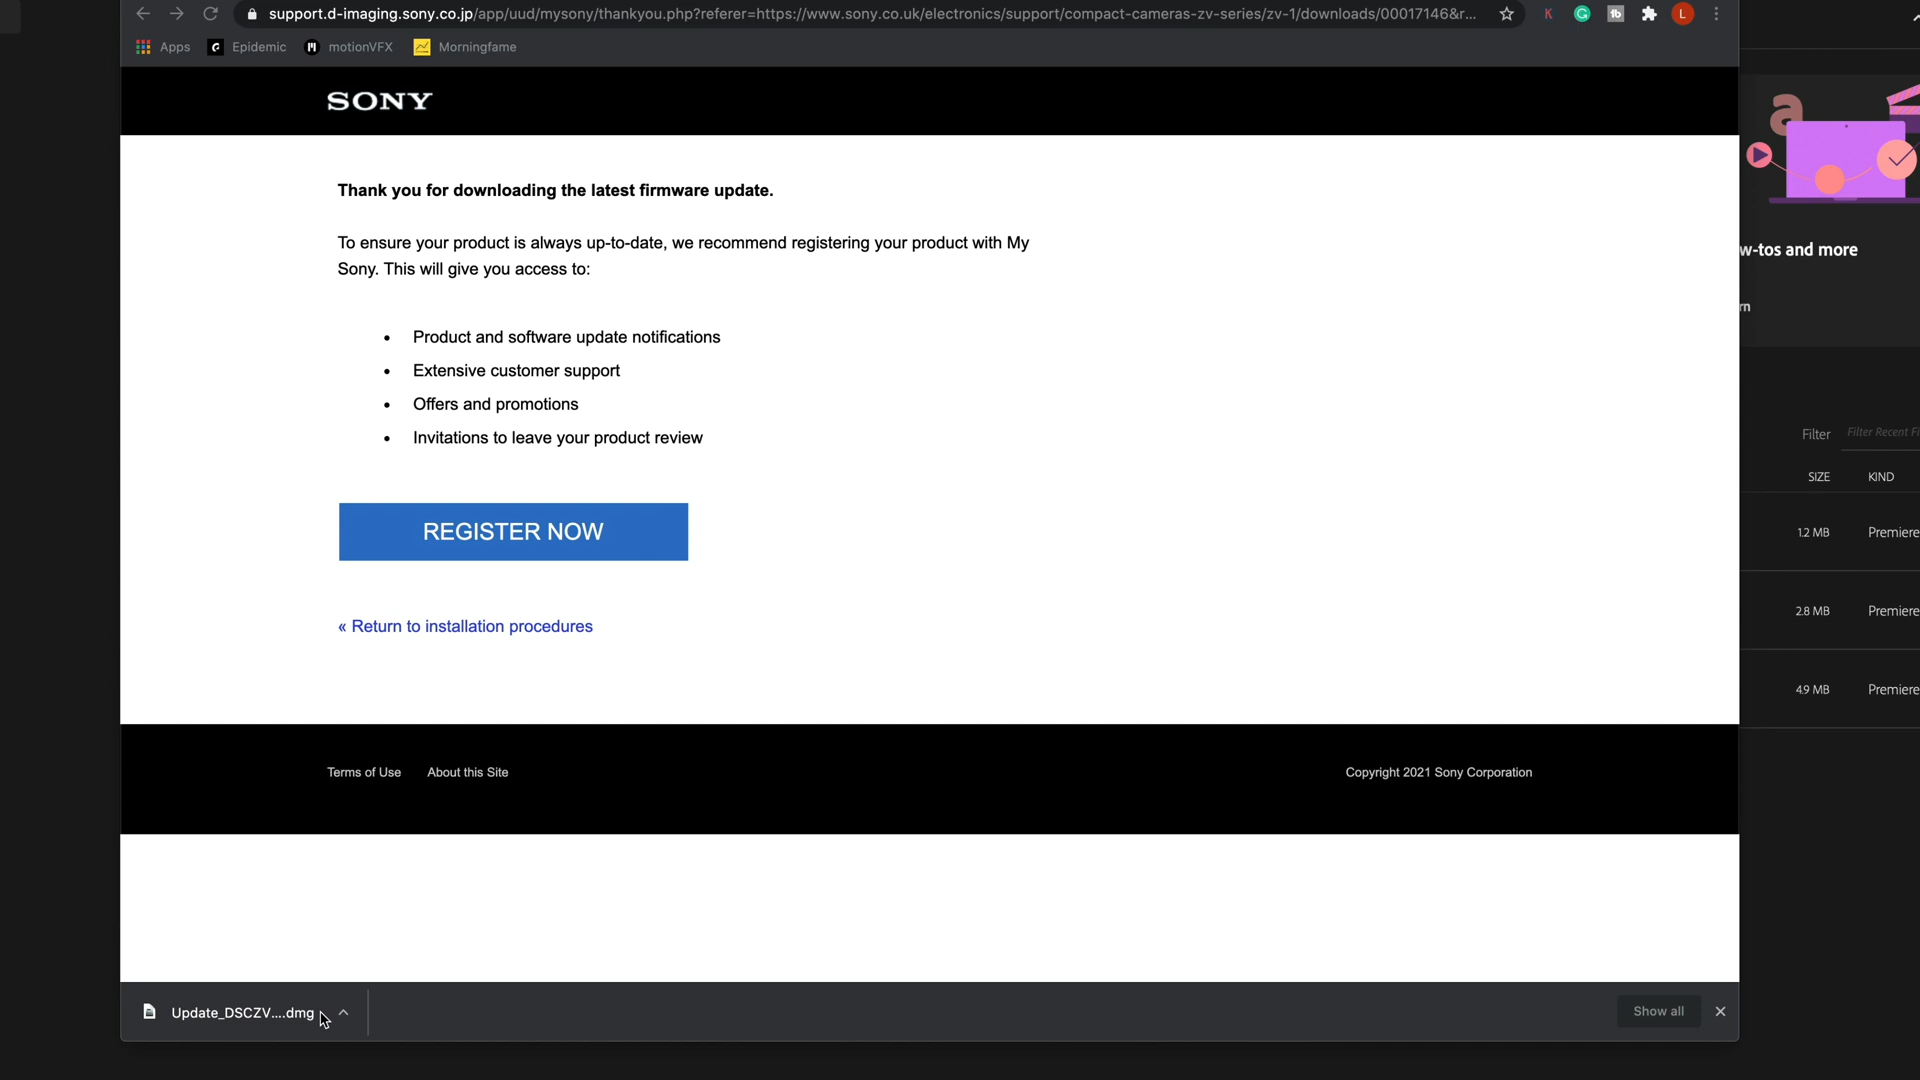 support.d-imaging.sony.co.jp/app/uud/mysony/thankyou.php?referer=https://www.sony.co.uk/electronics/support/compact-cameras-zv-series/zv-1/downloads/00017146&r...
K
G
tb
L
Apps
Epidemic
motionVFX
Morningfame
SONY
Thank you for downloading the latest firmware update.
To ensure your product is always up-to-date, we recommend registering your product with My
Sony. This will give you access to:
• Product and software update notifications
• Extensive customer support
• Offers and promotions
• Invitations to leave your product review
REGISTER NOW
« Return to installation procedures
Terms of Use
About this Site
Copyright 2021 Sony Corporation
Update_DSCZV....dmg
Show all
a
w-tos and more
rn
Filter
Filter Recent Fi
SIZE
KIND
1.2 MB
Premiere
2.8 MB
Premiere
4.9 MB
Premiere